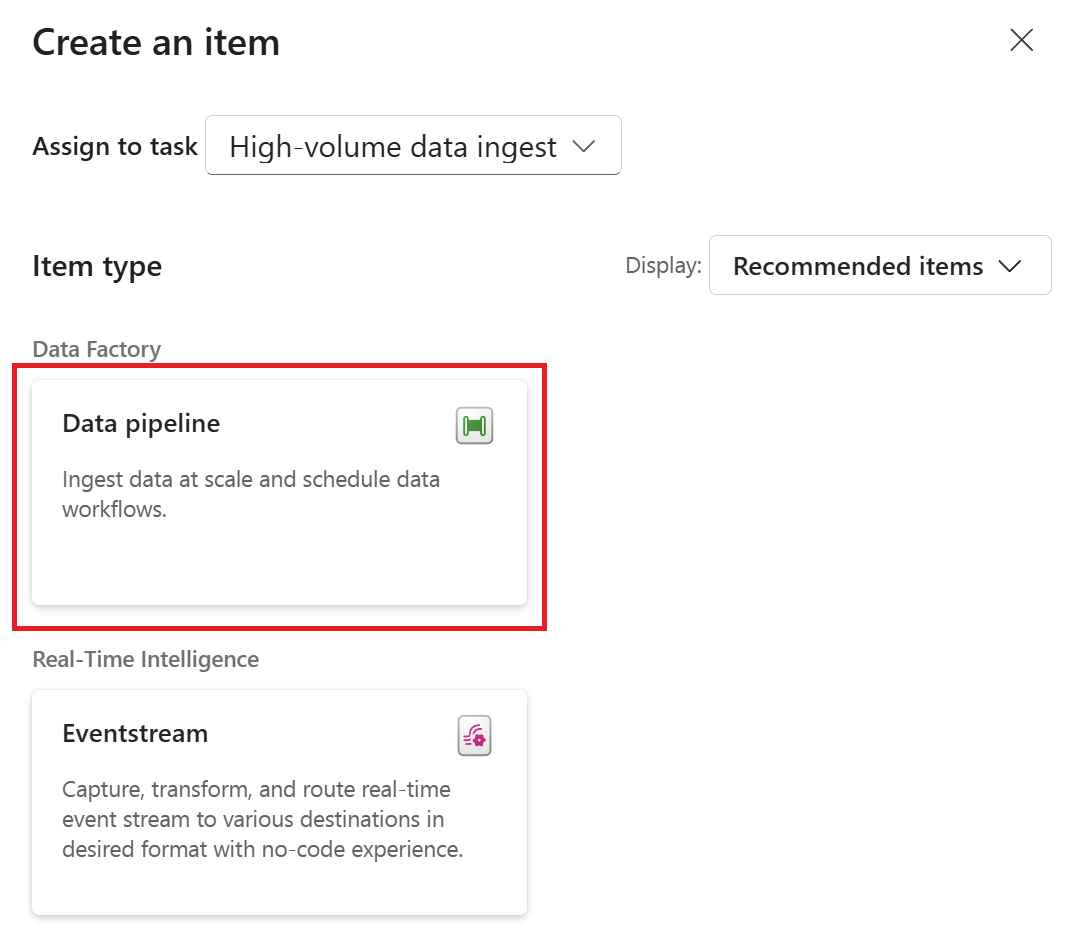 Create an item
Assign to task High-volume data ingest
Item type
Display: Recommended items
Data Factory
Data pipeline
Ingest data at scale and schedule data
workflows.
Real-Time Intelligence
Eventstream
Capture, transform, and route real-time
event stream to various destinations in
desired format with no-code experience.